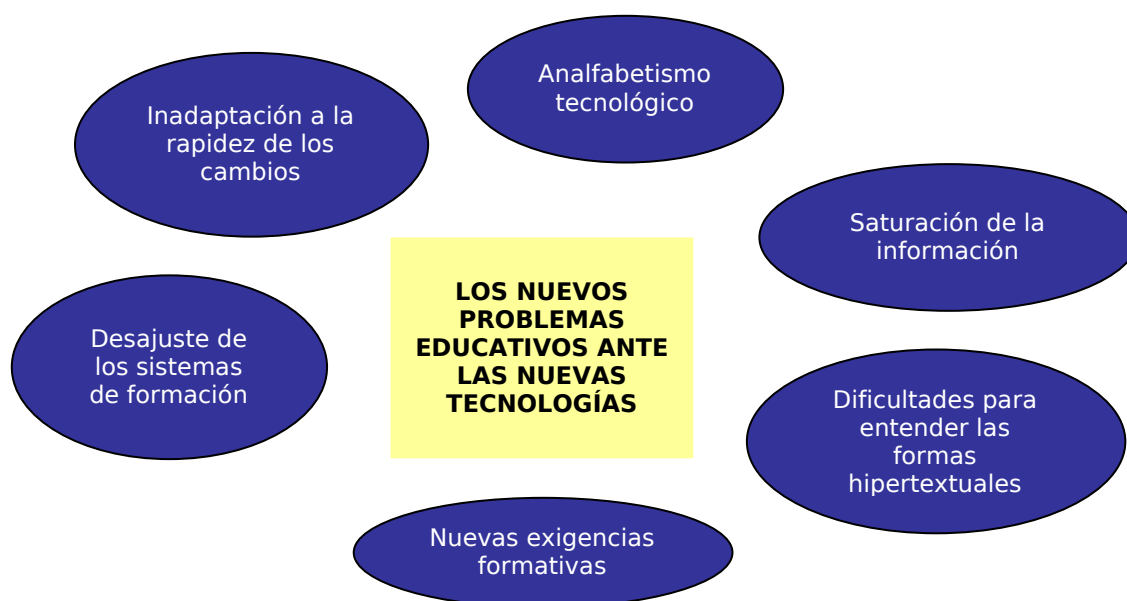 Analfabetismo
tecnológico
Inadaptación a la
rapidez de los
cambios
Saturación de la
información
LOS NUEVOS
PROBLEMAS
EDUCATIVOS ANTE
LAS NUEVAS
TECNOLOGÍAS
Desajuste de
los sistemas
de formación
Dificultades para
entender las
formas
hipertextuales
Nuevas exigencias
formativas